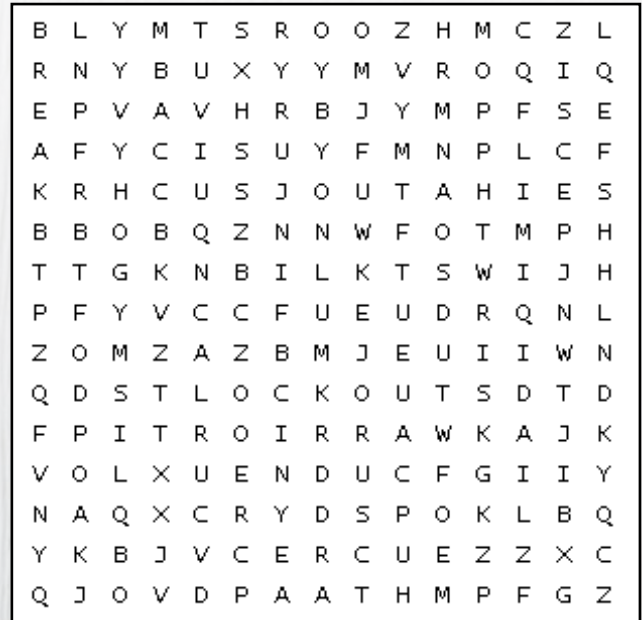 B L Y M T S R O O Z H M C Z L
R N Y B U X Y Y M V R O Q I Q
E P V A V H R B J Y M P F S E
A F Y C I S U Y F M N P L C F
K R H C U S J O U T A H I E S
B B O B Q Z N N W F O T M P H
T T G K N B I L K T S W I J H
P F Y V C C F U E U D R Q N L
Z O M Z A Z B M J E U I I W N
Q D S T L O C K O U T S D T D
F P I T R O I R R A W K A J K
V O L X U E N D U C F G I I Y
N A Q X C R Y D S P O K L B Q
Y K B J V C E R C U E Z Z X C
Q J O V D P A A T H M P F G Z